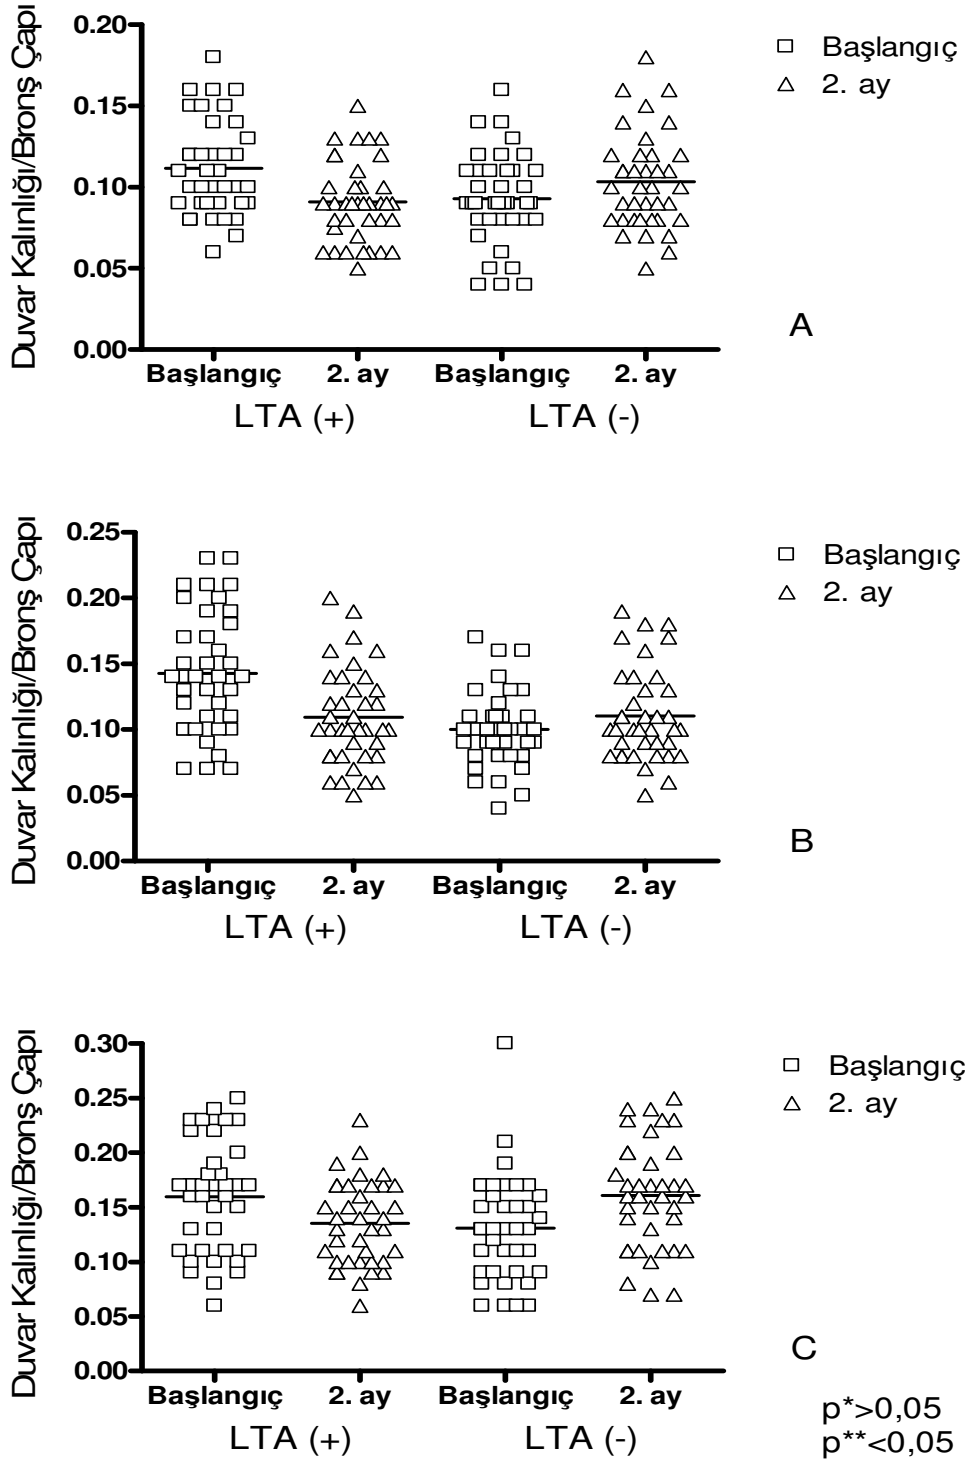 Duvar Kalınlığı/Bronş Çapı
0.20
0.15
0.10
0.05
0.00
Başlangıç 2. ay Başlangıç 2. ay
LTA (+) LTA (-)
Başlangıç
2. ay
A
Duvar Kalınlığı/Bronş Çapı
0.25
0.20
0.15
0.10
0.05
0.00
Başlangıç 2. ay Başlangıç 2. ay
LTA (+) LTA (-)
Başlangıç
2. ay
B
Duvar Kalınlığı/Bronş Çapı
0.30
0.25
0.20
0.15
0.10
0.05
0.00
Başlangıç 2. ay Başlangıç 2. ay
LTA (+) LTA (-)
Başlangıç
2. ay
C
p*>0,05
p**<0,05